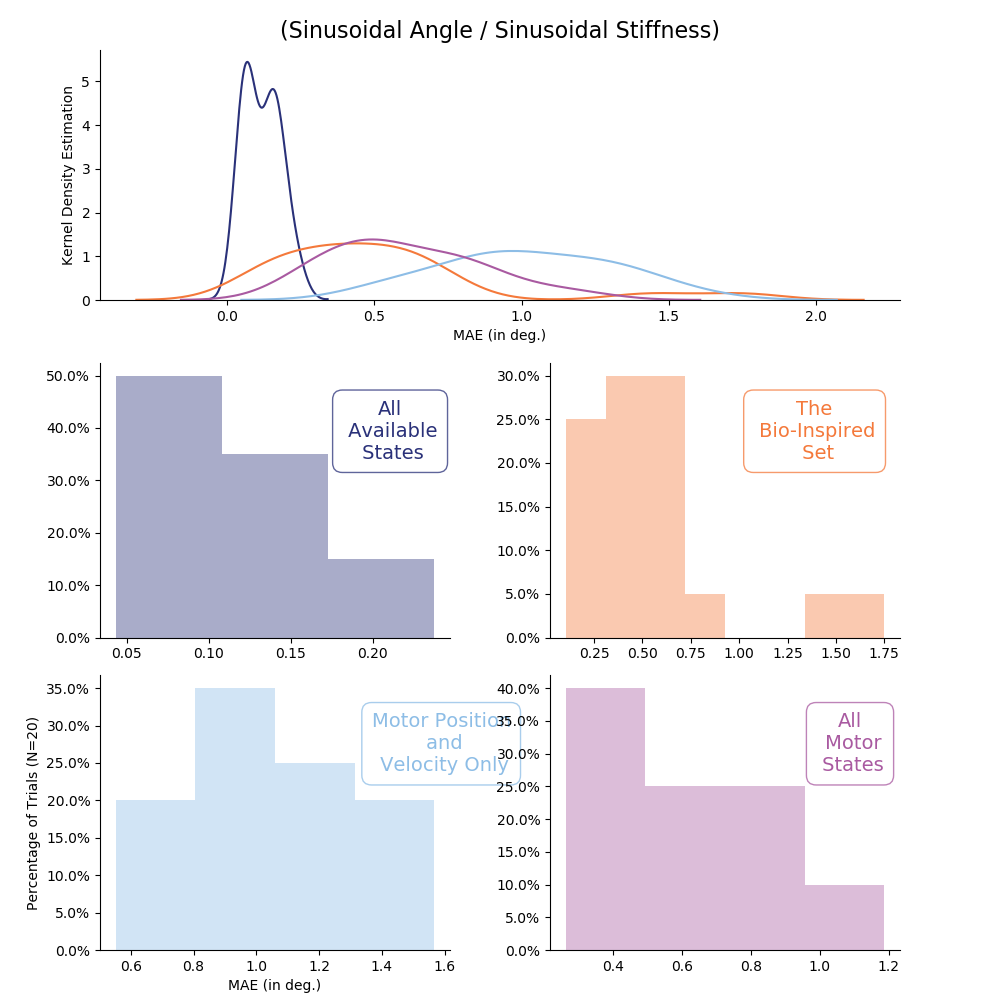 (Sinusoidal Angle / Sinusoidal Stiffness)
Kernel Density Estimation
5
4
3
2
1
0
0.0 0.5 1.0 1.5 2.0
MAE (in deg.)
50.0%
40.0%
30.0%
20.0%
10.0%
0.0%
All
Available
States
0.05 0.10 0.15 0.20
30.0%
25.0%
20.0%
15.0%
10.0%
5.0%
0.0%
The
Bio-Inspired
Set
0.25 0.50 0.75 1.00 1.25 1.50 1.75
Percentage of Trials (N=20)
35.0%
30.0%
25.0%
20.0%
15.0%
10.0%
5.0%
0.0%
Motor Position
and
Velocity Only
0.6 0.8 1.0 1.2 1.4 1.6
MAE (in deg.)
40.0%
35.0%
30.0%
25.0%
20.0%
15.0%
10.0%
5.0%
0.0%
All
Motor
States
0.4 0.6 0.8 1.0 1.2